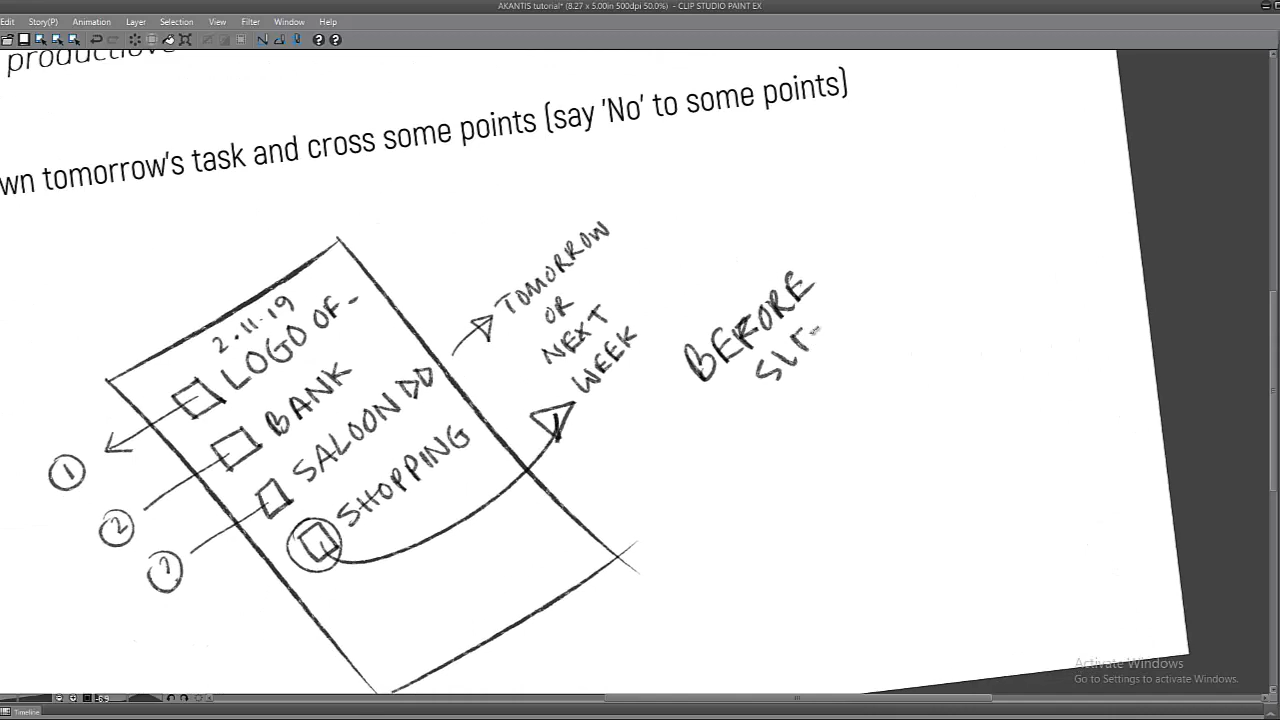 AKANTIS tutorial* (8.27 x 5.00in 500dpi 50.0%) - CLIP STUDIO PAINT EX
Edit Story(P) Animation Layer Selection View Filter Window Help
productive
own tomorrow's task and cross some points (say 'No' to some points)
2.11.19
LOGO OF-
BANK
SALOON DD
SHOPPING
1
2
TOMORROW
OR
NEXT
WEEK
BEFORE
Activate Windows
Go to Settings to activate Windows.
Timeline